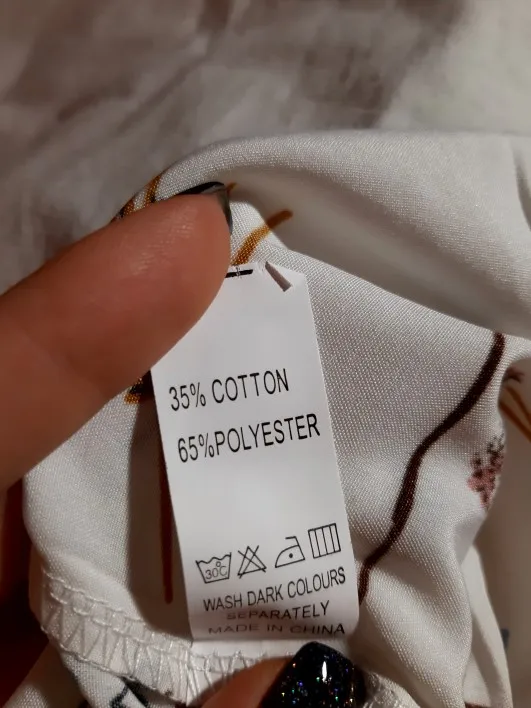 35% COTTON
65%POLYESTER
30°C
WASH DARK COLOURS
SEPARATELY
MADE IN CHINA